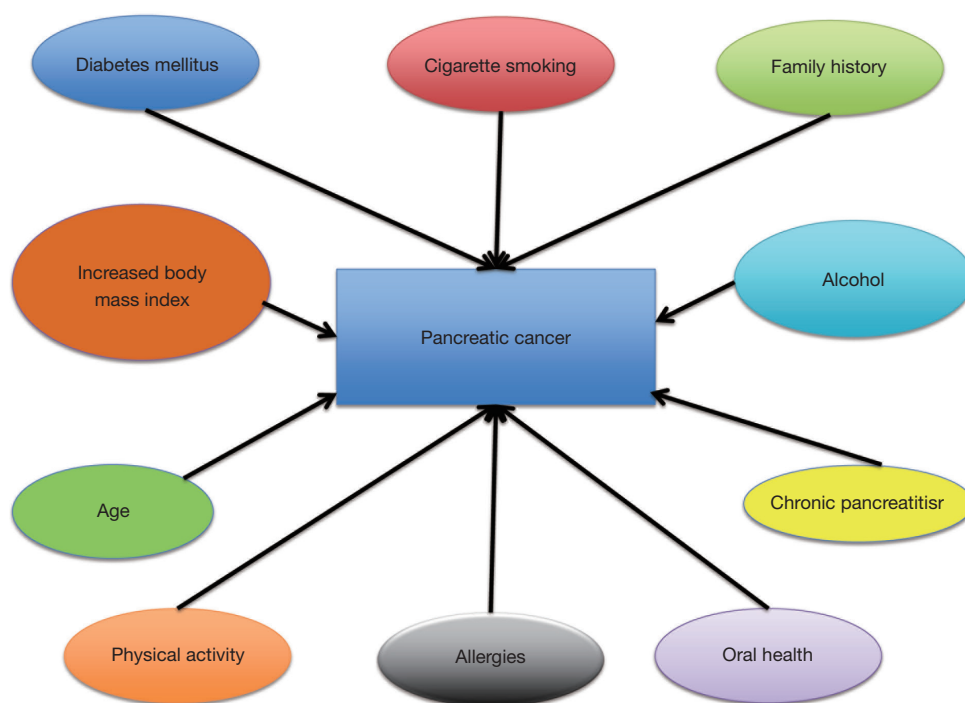 Diabetes mellitus
Cigarette smoking
Family history
Increased body
mass index
Alcohol
Pancreatic cancer
Age
Chronic pancreatitisr
Physical activity
Allergies
Oral health